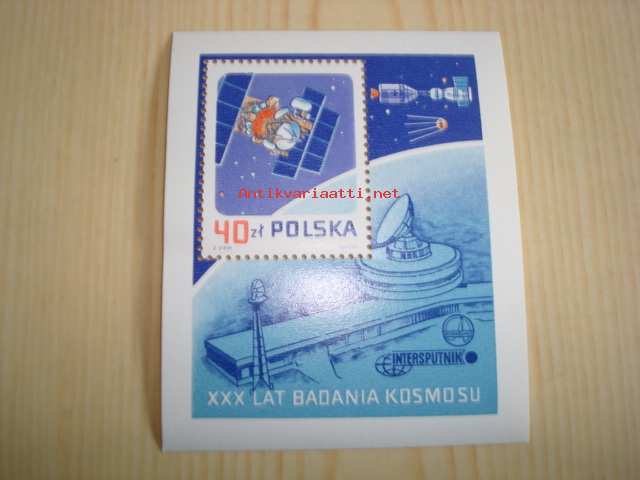 Antikvariaatti.net
40 zł POLSKA
INTERSPUTNIK
XXX LAT BADANIA KOSMOSU